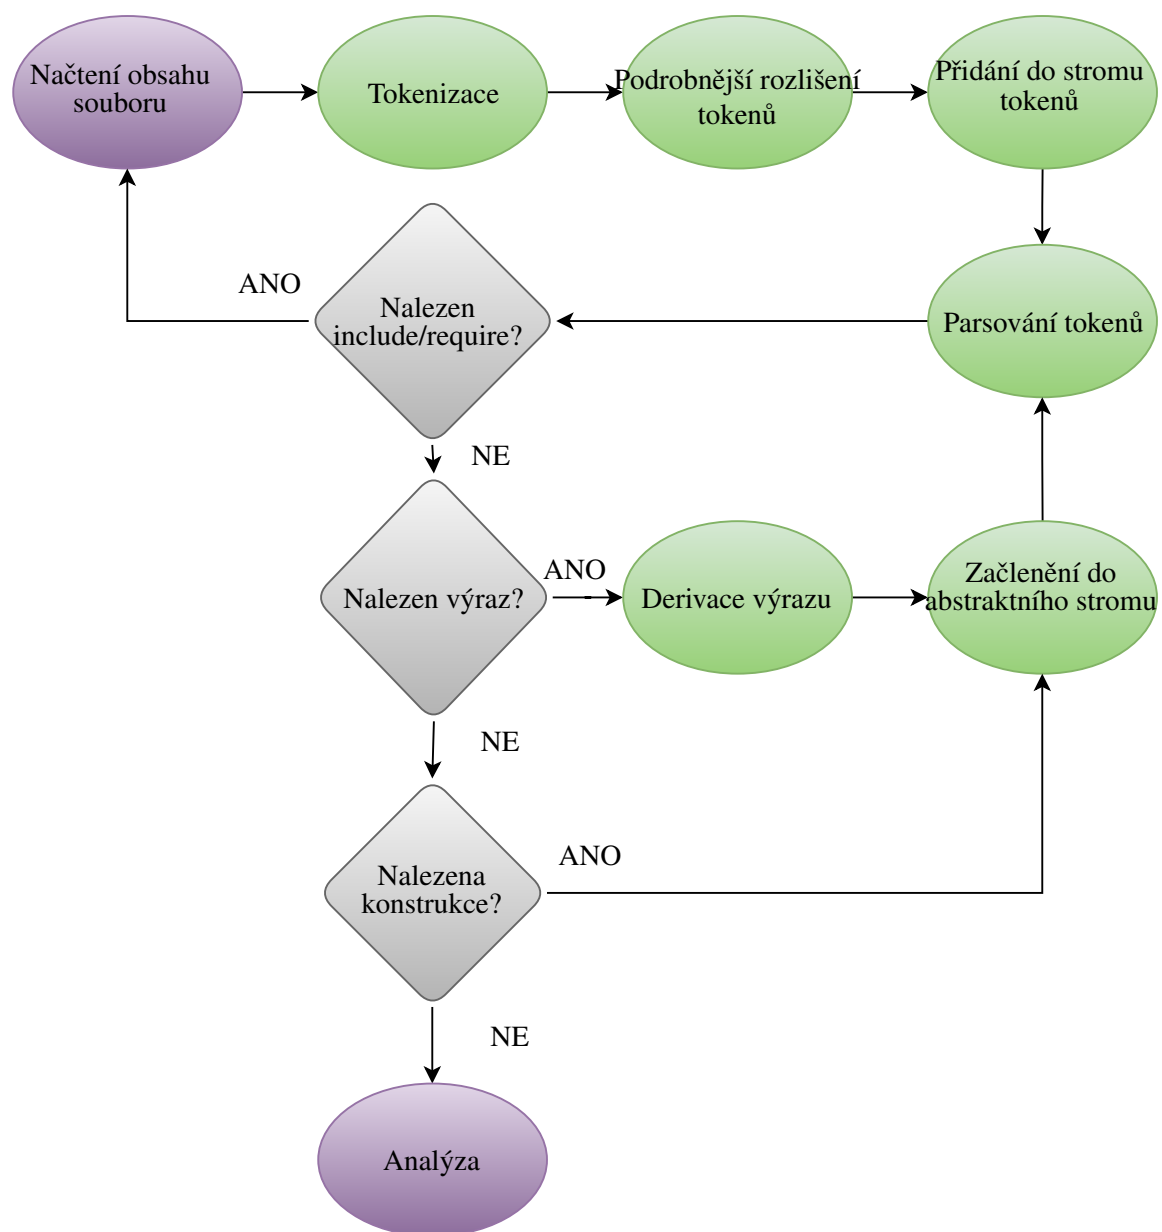 Načtení obsahu
souboru
Tokenizace
Podrobnější rozlišení
tokenů
Přidání do stromu
tokenů
ANO
Nalezen
include/require?
Parsování tokenů
NE
Nalezen výraz?
ANO
Derivace výrazu
Začlenění do
abstraktního stromu
NE
Nalezena
konstrukce?
ANO
NE
Analýza